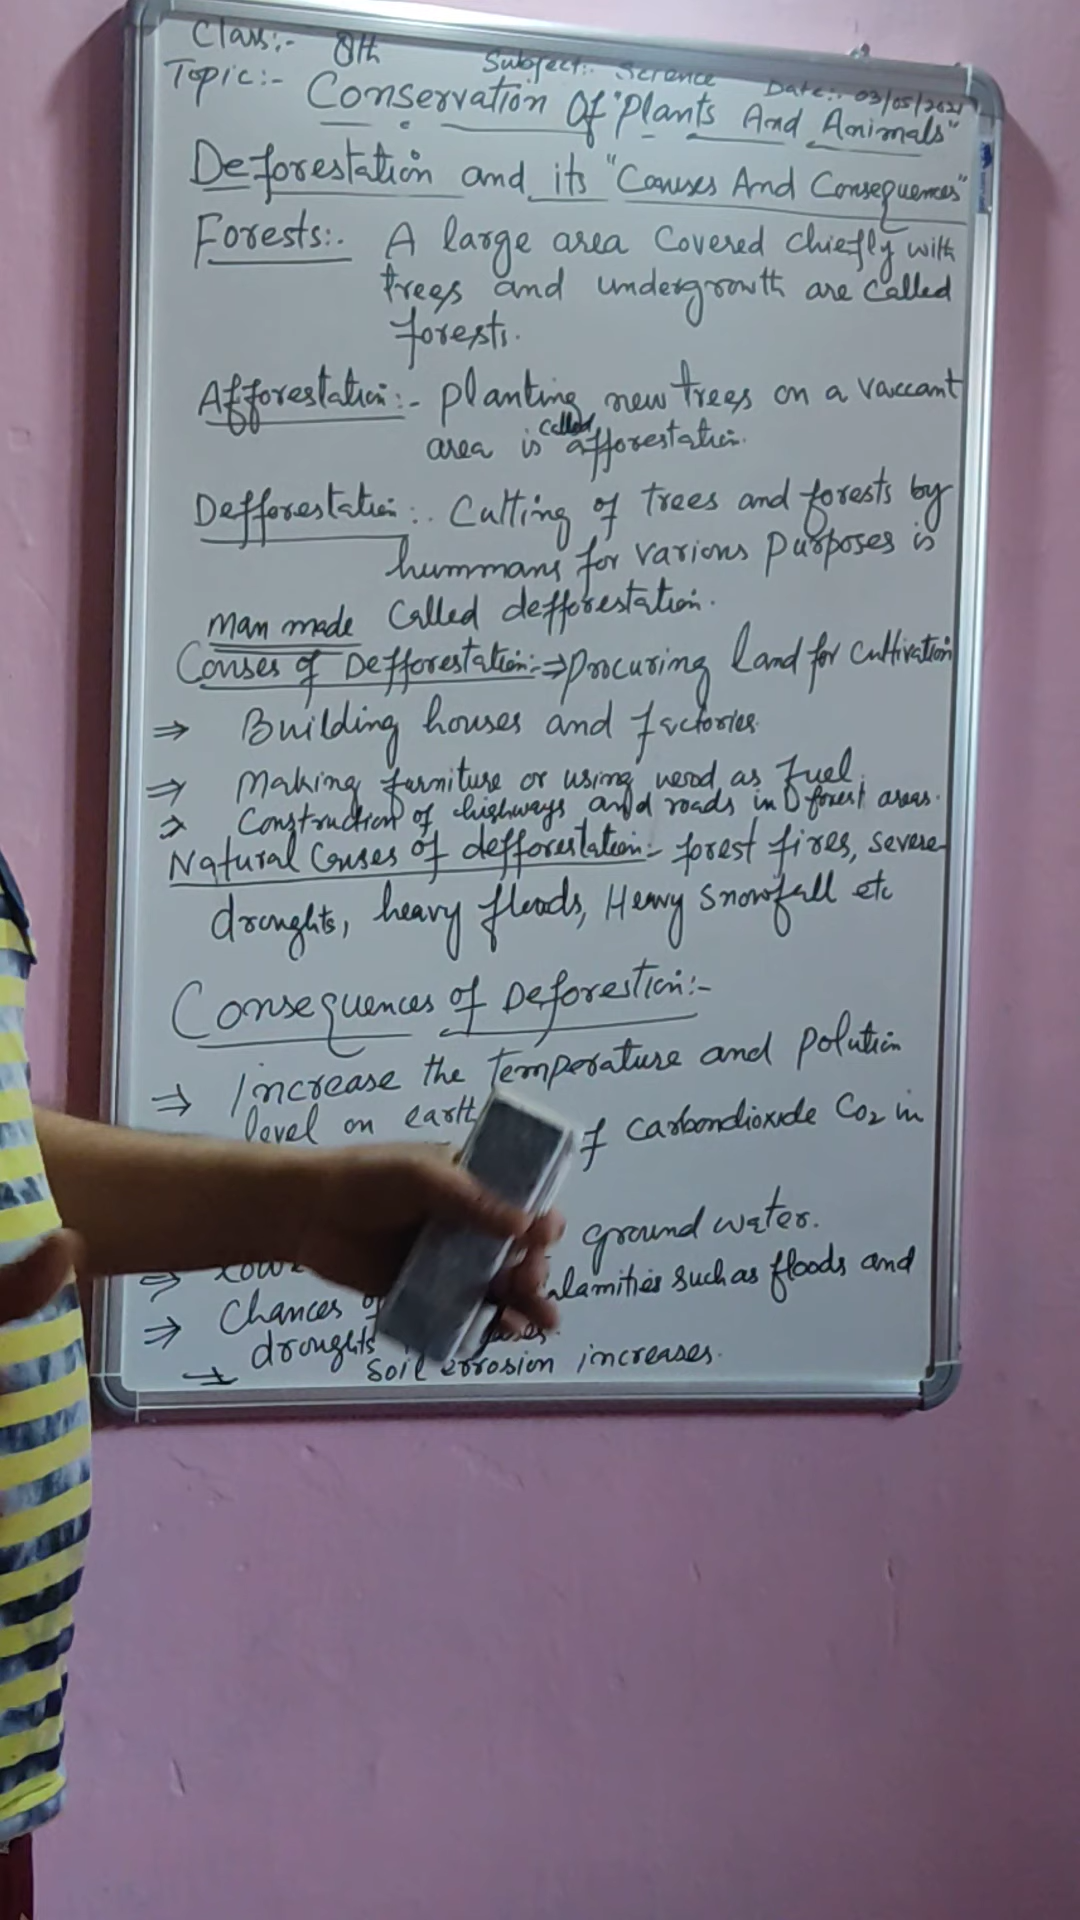 Class:- 8th Subject:. Science Date:. 03/05/2021
Topic:- Conservation Of "Plants And Animals"
Deforestation and its "Causes And Consequences"
Forests:. A large area Covered chiefly with
trees and undergrowth are called
forests.
Afforestation:- Planting new trees on a vaccant
area is called afforestation.
Defforestation:. Cutting of trees and forests by
hummans for various purposes is
called defforestation.
Man made
Causes of Defforestation:-⇒ Procuring land for cultivation
⇒ Building houses and factories.
⇒ Making furniture or using wood as fuel.
⇒ Construction of highways and roads in forest areas.
Natural Causes of defforestation:- forest fires, severe
droughts, heavy floods, Heavy snowfall etc
Consequences of Deforestion:-
⇒ Increase the temperature and polution
level on earth
of carbondioxide CO2 in
ground water.
⇒
⇒ Chances of calamities such as floods and
droughts
→ Soil errosion increases.